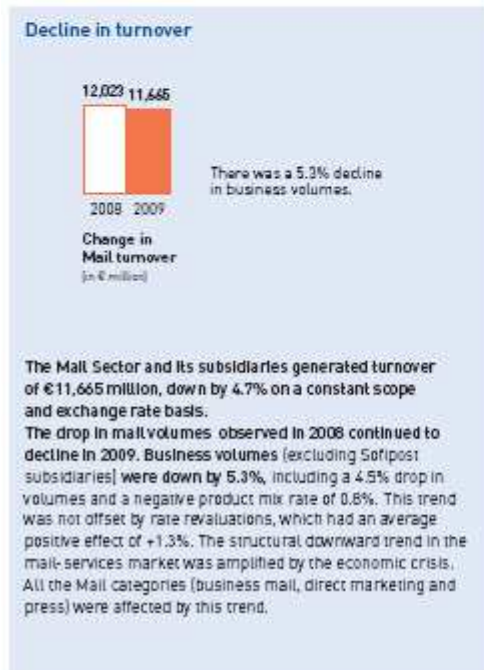 Decline in turnover
12,023 11,665
There was a 5.3% decline
in business volumes.
2008 2009
Change in
Mail turnover
(in € million)
The Mail Sector and its subsidiaries generated turnover
of €11,665 million, down by 4.7% on a constant scope
and exchange rate basis.
The drop in mail volumes observed in 2008 continued to
decline in 2009. Business volumes (excluding Sofipost
subsidiaries) were down by 5.3%, including a 4.5% drop in
volumes and a negative product mix rate of 0.8%. This trend
was not offset by rate revaluations, which had an average
positive effect of +1.3%. The structural downward trend in the
mail-services market was amplified by the economic crisis.
All the Mail categories (business mail, direct marketing and
press) were affected by this trend.